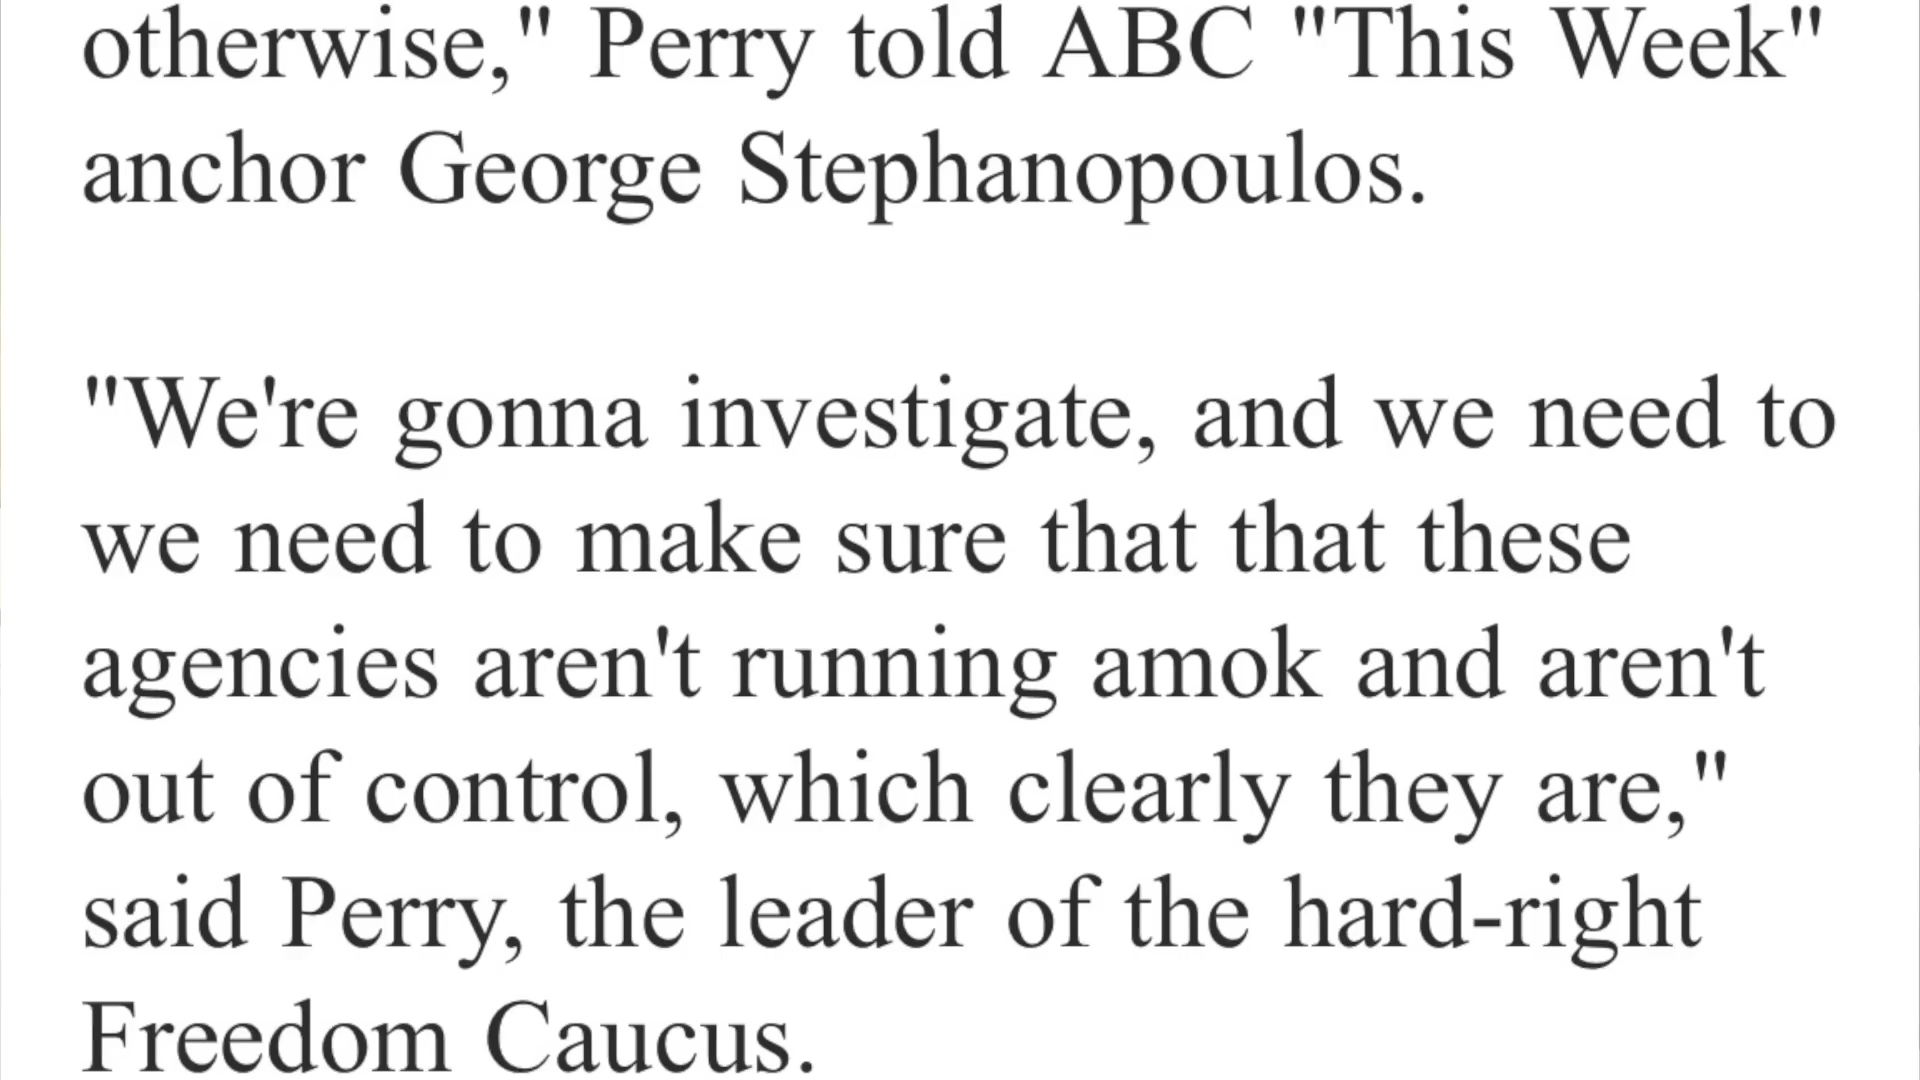 otherwise," Perry told ABC "This Week"
anchor George Stephanopoulos.
"We're gonna investigate, and we need to
we need to make sure that that these
agencies aren't running amok and aren't
out of control, which clearly they are,"
said Perry, the leader of the hard-right
Freedom Caucus.